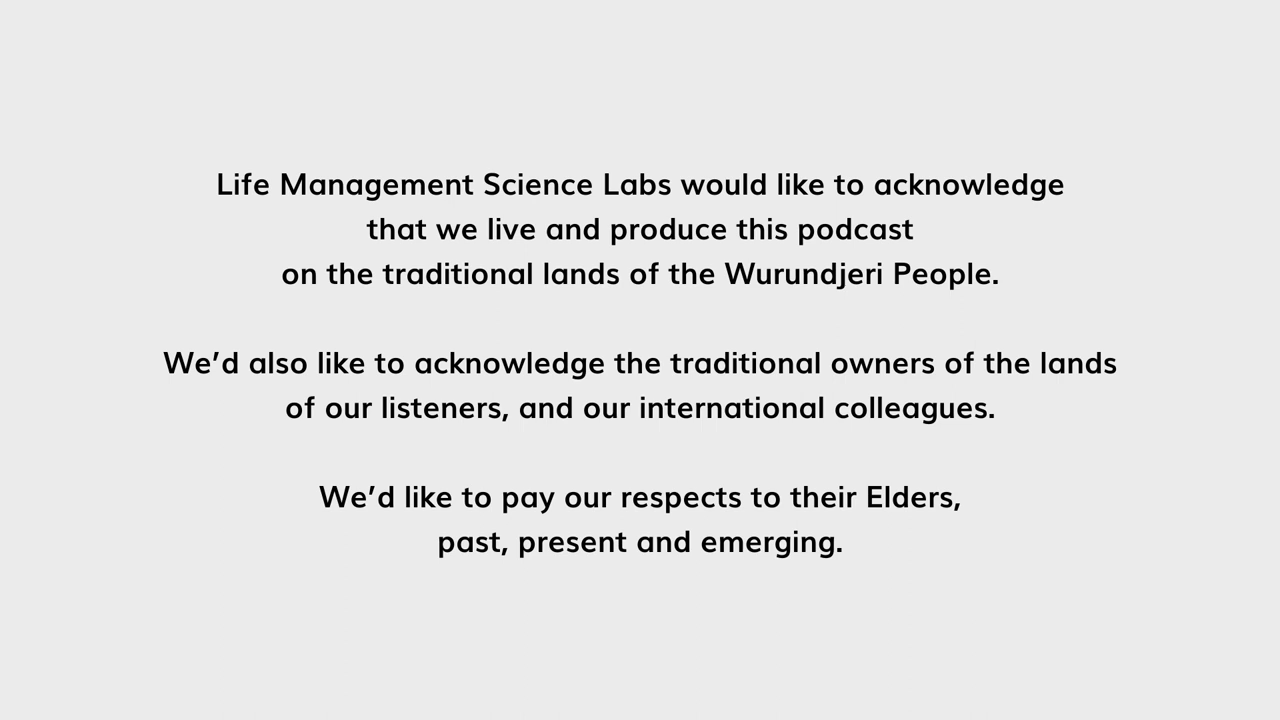 Life Management Science Labs would like to acknowledge
that we live and produce this podcast
on the traditional lands of the Wurundjeri People.
We’d also like to acknowledge the traditional owners of the lands
of our listeners, and our international colleagues.
We’d like to pay our respects to their Elders,
past, present and emerging.